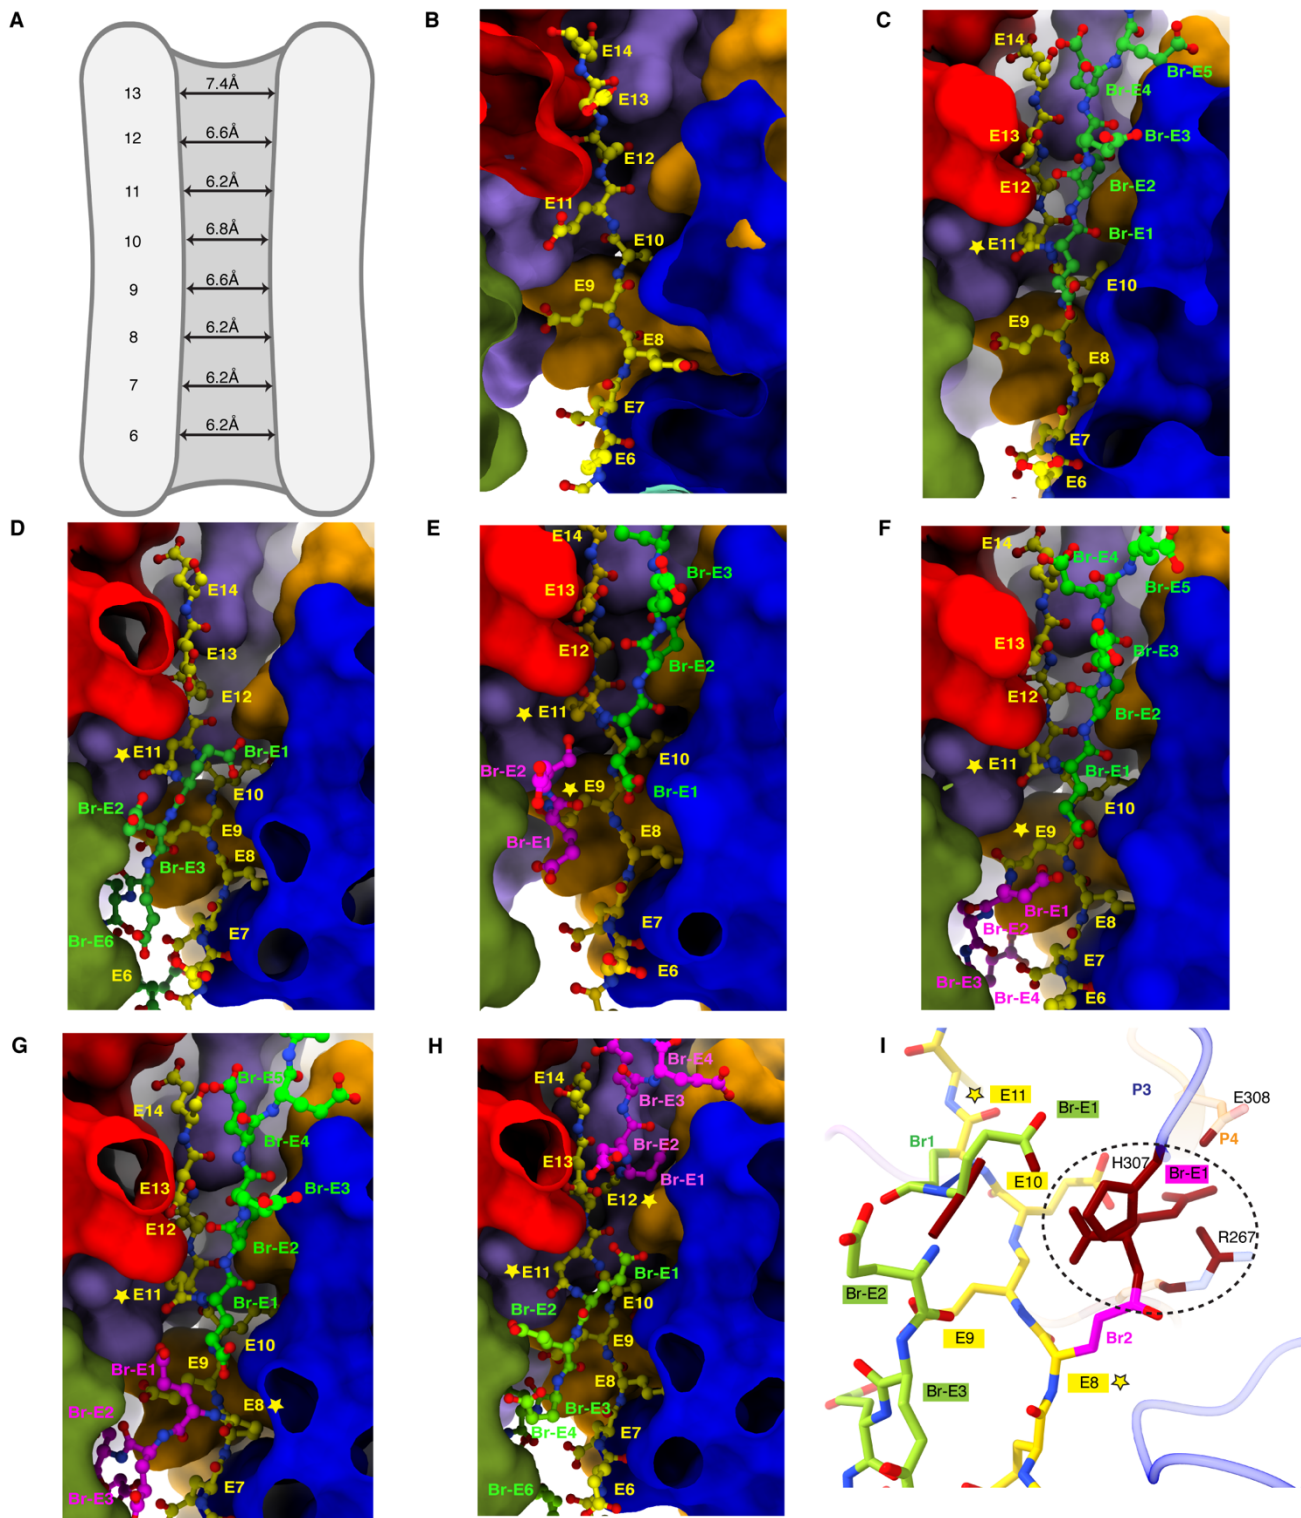 A
13
7.4Å
12
6.6Å
11
6.2Å
10
6.8Å
9
6.6Å
8
6.2Å
7
6.2Å
6
6.2Å
B
E14
E13
E12
E11
E10
E9
E8
E7
E6
C
E14
Br-E5
Br-E4
E13
Br-E3
E12
Br-E2
E11
Br-E1
E10
E9
E8
E7
E6
D
E14
E13
E12
E11
Br-E1
E10
Br-E2
E9
E8
Br-E3
E7
Br-E6
E6
E
E14
Br-E3
E13
E12
Br-E2
E11
E10
Br-E2
E9
Br-E1
E8
Br-E1
E7
E6
F
E14
Br-E4
Br-E5
E13
Br-E3
E12
Br-E2
E11
Br-E1
E10
E9
Br-E1
E8
Br-E2
E7
Br-E3
Br-E4
E6
G
Br-E5
E14
Br-E4
E13
Br-E3
E12
Br-E2
E11
Br-E1
E10
Br-E1
E9
E8
Br-E2
E7
Br-E3
H
Br-E4
E14
Br-E3
Br-E2
E13
Br-E1
E12
E11
Br-E1
E10
Br-E2
E9
E8
Br-E3
Br-E4
E7
Br-E6
E6
I
E11
P3
E308
Br-E1
P4
Br1
H307
Br-E1
E10
R267
Br-E2
E9
Br2
E8
Br-E3